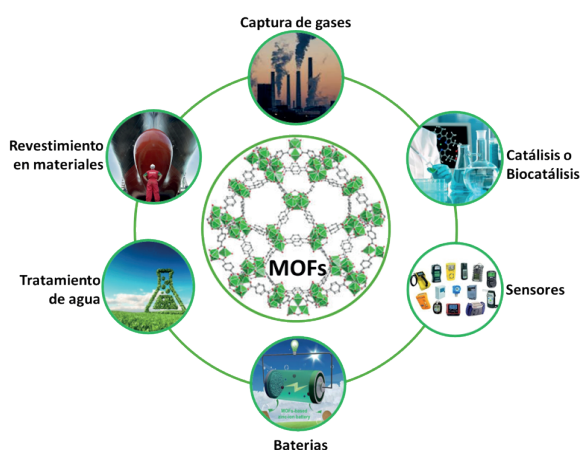 Captura de gases
Revestimiento
en materiales
Catálisis o
Biocatálisis
MOFs
Tratamiento
de agua
Sensores
Baterias